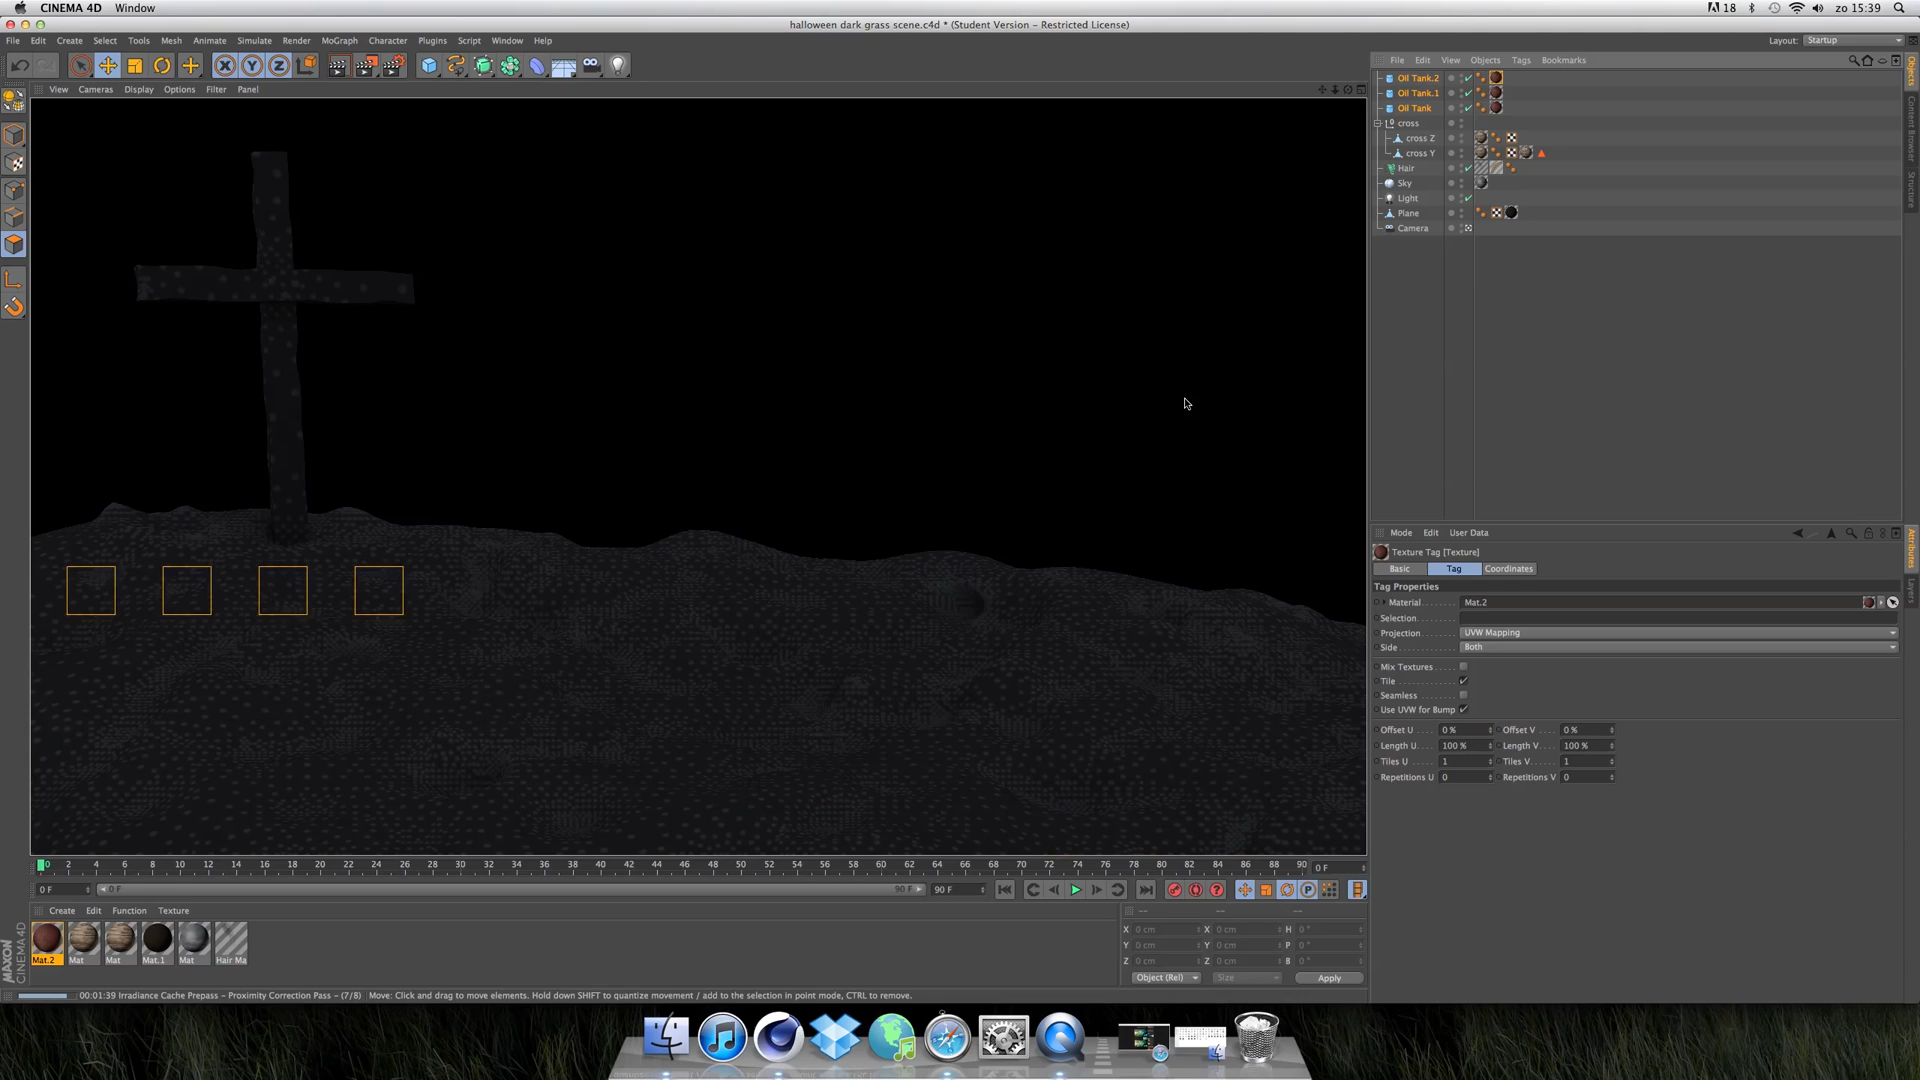 CINEMA 4D Window
18 zo 15:39
halloween dark grass scene.c4d * (Student Version - Restricted License)
File Edit Create Select Tools Mesh Animate Simulate Render MoGraph Character Plugins Script Window Help
Layout: Startup
X Y Z
File Edit View Objects Tags Bookmarks
View Cameras Display Options Filter Panel
Oil Tank.2
Oil Tank.1
Oil Tank
cross
cross Z
cross Y
Hair
Sky
Light
Plane
Camera
Objects
Content Browser
Structure
Mode Edit User Data
Texture Tag [Texture]
Basic Tag Coordinates
Tag Properties
Material Mat.2
Selection
Projection UVW Mapping
Side Both
Mix Textures
Tile
Seamless
Use UVW for Bump
Offset U 0 % Offset V 0 %
Length U 100 % Length V 100 %
Tiles U 1 Tiles V 1
Repetitions U 0 Repetitions V 0
Attributes
Layers
0 2 4 6 8 10 12 14 16 18 20 22 24 26 28 30 32 34 36 38 40 42 44 46 48 50 52 54 56 58 60 62 64 66 68 70 72 74 76 78 80 82 84 86 88 90 0 F
0 F 0 F 90 F 90 F
P
Create Edit Function Texture
Mat.2 Mat Mat Mat.1 Mat Hair Ma
-- -- --
X 0 cm X 0 cm H 0 °
Y 0 cm Y 0 cm P 0 °
Z 0 cm Z 0 cm B 0 °
Object (Rel) Size Apply
MAXON
CINEMA 4D
00:01:39 Irradiance Cache Prepass - Proximity Correction Pass - (7/8) Move: Click and drag to move elements. Hold down SHIFT to quantize movement / add to the selection in point mode, CTRL to remove.